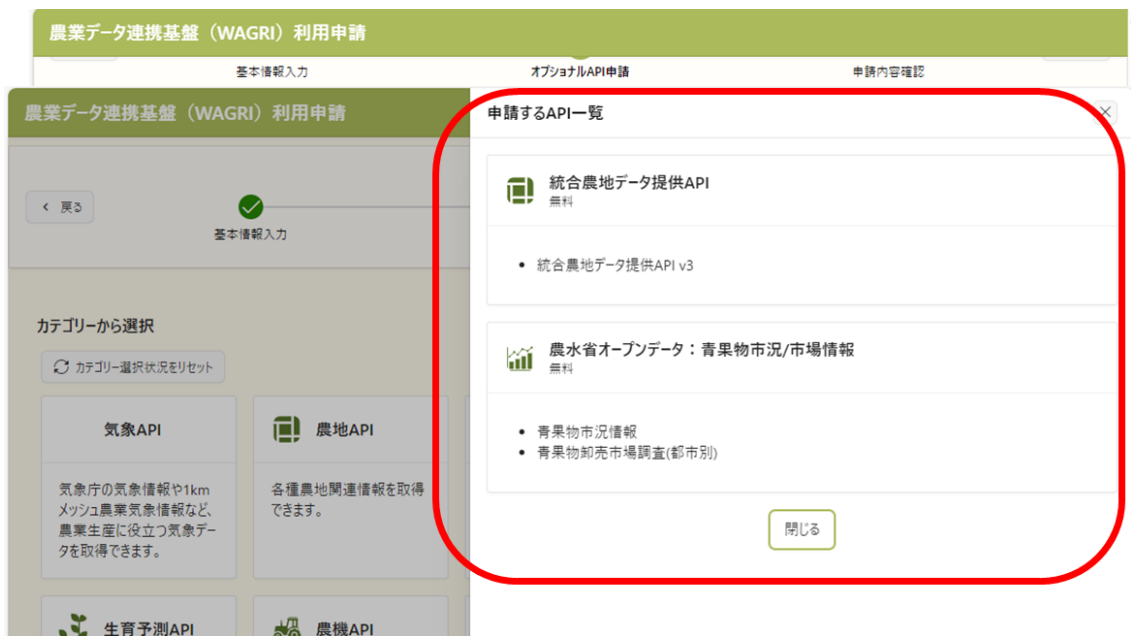 農業データ連携基盤（WAGRI）利用申請
基本情報入力
オプショナルAPI申請
申請内容確認
農業データ連携基盤（WAGRI）利用申請
戻る
基本情報入力
カテゴリーから選択
カテゴリー選択状況をリセット
気象API
気象庁の気象情報や1km
メッシュ農業気象情報など、
農業生産に役立つ気象デー
タを取得できます。
農地API
各種農地関連情報を取得
できます。
生育予測API
農機API
申請するAPI一覧
統合農地データ提供API
無料
統合農地データ提供API v3
農水省オープンデータ：青果物市況/市場情報
無料
青果物市況情報
青果物卸売市場調査(都市別)
閉じる